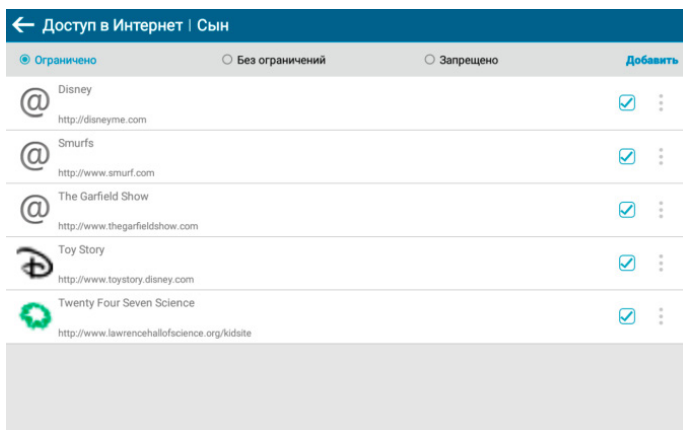 Доступ в Интернет | Сын
Ограничено Без ограничений Запрещено Добавить
Disney
http://disneyme.com
Smurfs
http://www.smurf.com
The Garfield Show
http://www.thegarfieldshow.com
Toy Story
http://www.toystory.disney.com
Twenty Four Seven Science
http://www.lawrencehallofscience.org/kidsite